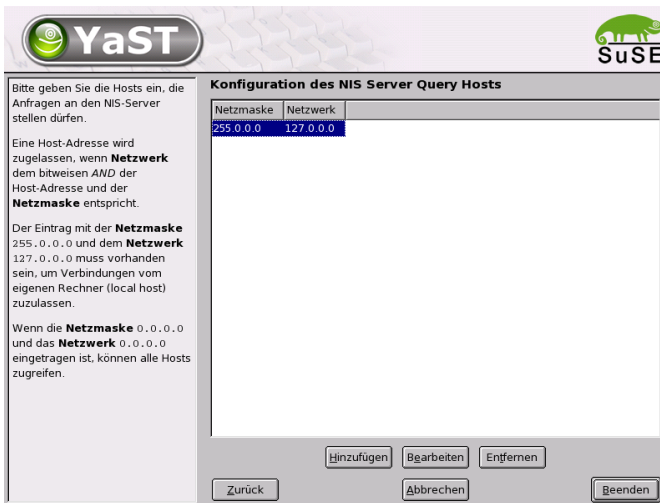 YaST
SuSE
Bitte geben Sie die Hosts ein, die
Anfragen an den NIS-Server
stellen dürfen.
Eine Host-Adresse wird
zugelassen, wenn Netzwerk
dem bitweisen AND der
Host-Adresse und der
Netzmaske entspricht.
Der Eintrag mit der Netzmaske
255.0.0.0 und dem Netzwerk
127.0.0.0 muss vorhanden
sein, um Verbindungen vom
eigenen Rechner (local host)
zuzulassen.
Wenn die Netzmaske 0.0.0.0
und das Netzwerk 0.0.0.0
eingetragen ist, können alle Hosts
zugreifen.
Konfiguration des NIS Server Query Hosts
Netzmaske Netzwerk
255.0.0.0 127.0.0.0
Hinzufügen Bearbeiten Entfernen
Zurück Abbrechen Beenden